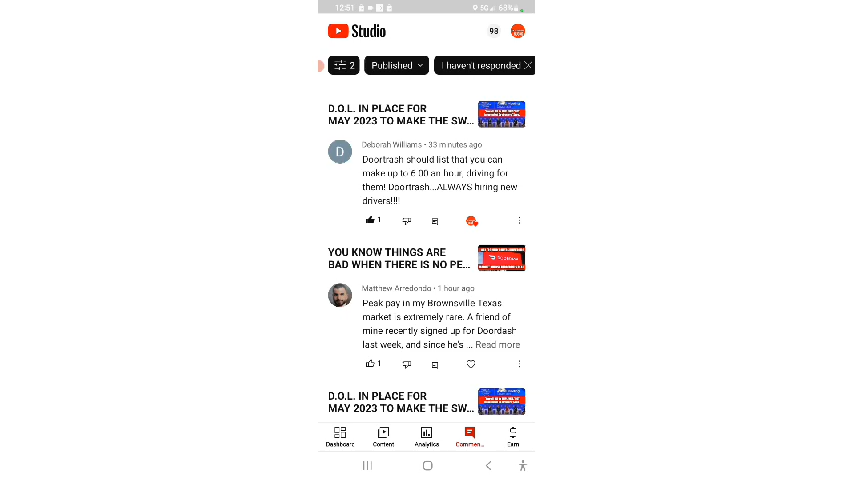 12:51 5G 68%
Studio
93
2 Published I haven't responded
D.O.L. IN PLACE FOR
MAY 2023 TO MAKE THE SW...
D
Deborah Williams • 33 minutes ago
Doortrash should list that you can
make up to 6.00 an hour, driving for
them! Doortrash...ALWAYS hiring new
drivers!!!!
1
YOU KNOW THINGS ARE
BAD WHEN THERE IS NO PE...
Matthew Arredondo • 1 hour ago
Peak pay in my Brownsville Texas
market is extremely rare. A friend of
mine recently signed up for Doordash
last week, and since he's ... Read more
1
D.O.L. IN PLACE FOR
MAY 2023 TO MAKE THE SW...
Dashboard Content Analytics Commen... Earn